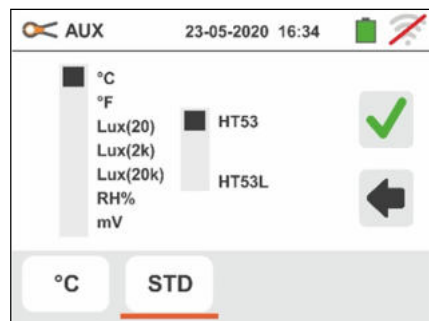 AUX 23-05-2020 16:34
°C
°F
Lux(20)
Lux(2k)
Lux(20k)
RH%
mV
HT53
HT53L
°C STD